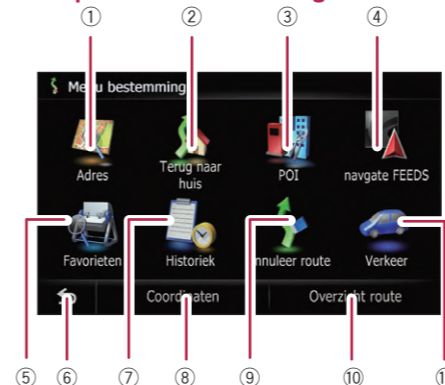 ① ② ③ ④
Menu bestemming
Adres Terug naar huis POI navgate FEEDS
Favorieten Historiek Annuleer route Verkeer
Coordinaten Overzicht route
⑤ ⑥ ⑦ ⑧ ⑨ ⑩